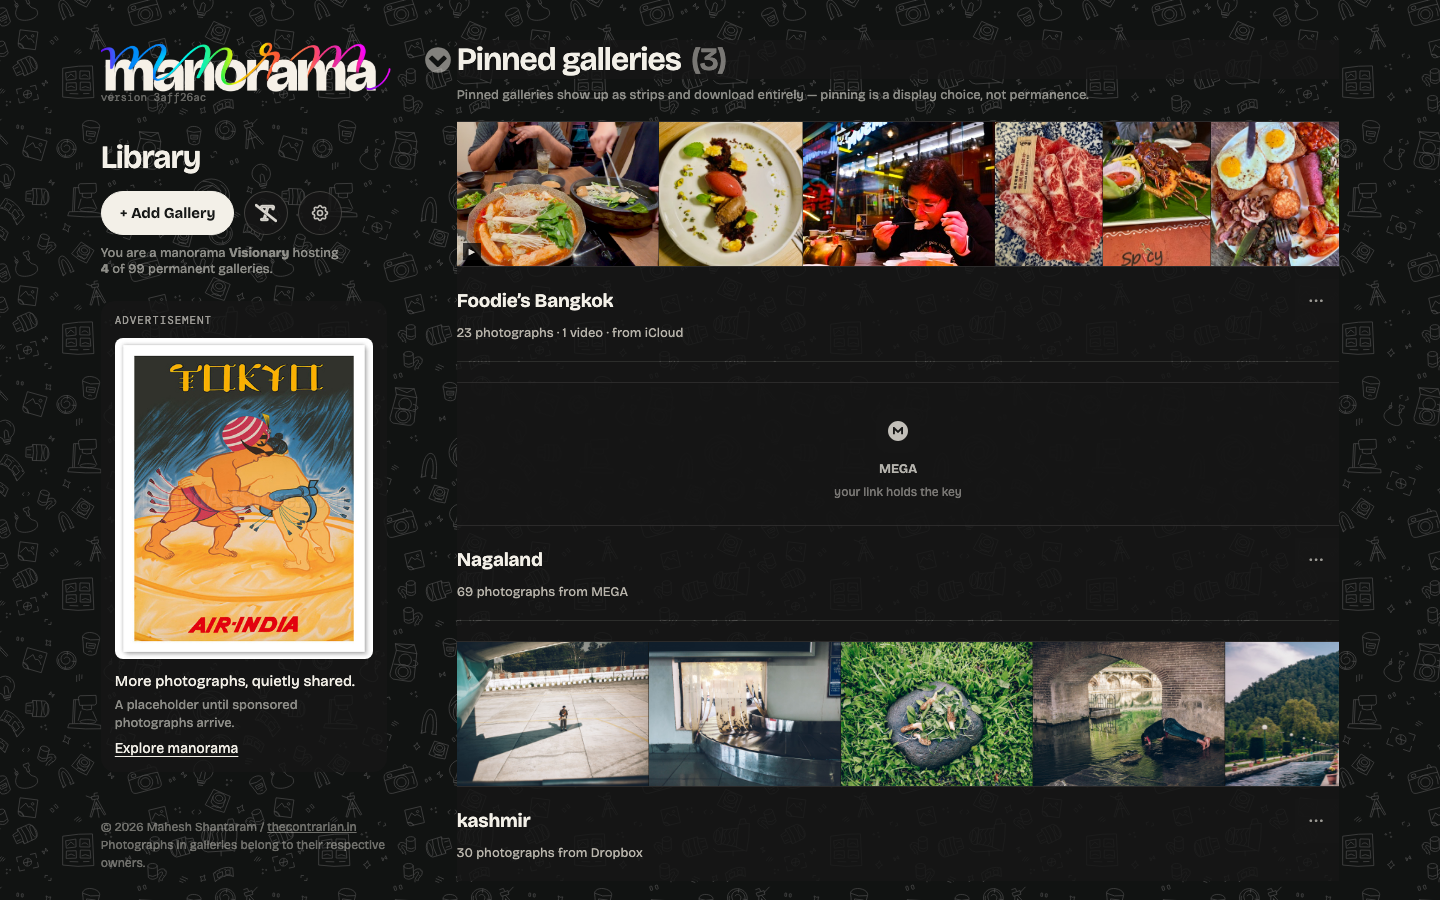 manorama
version 3aff26ac
Library
+ Add Gallery
You are a manorama Visionary hosting
4 of 99 permanent galleries.
ADVERTISEMENT
TOKYO
AIR-INDIA
More photographs, quietly shared.
A placeholder until sponsored
photographs arrive.
Explore manorama
© 2026 Mahesh Shantaram / thecontrarian.in
Photographs in galleries belong to their respective
owners.
Pinned galleries (3)
Pinned galleries show up as strips and download entirely — pinning is a display choice, not permanence.
Spicy
Foodie's Bangkok
23 photographs · 1 video · from iCloud
M
MEGA
your link holds the key
Nagaland
69 photographs from MEGA
kashmir
30 photographs from Dropbox